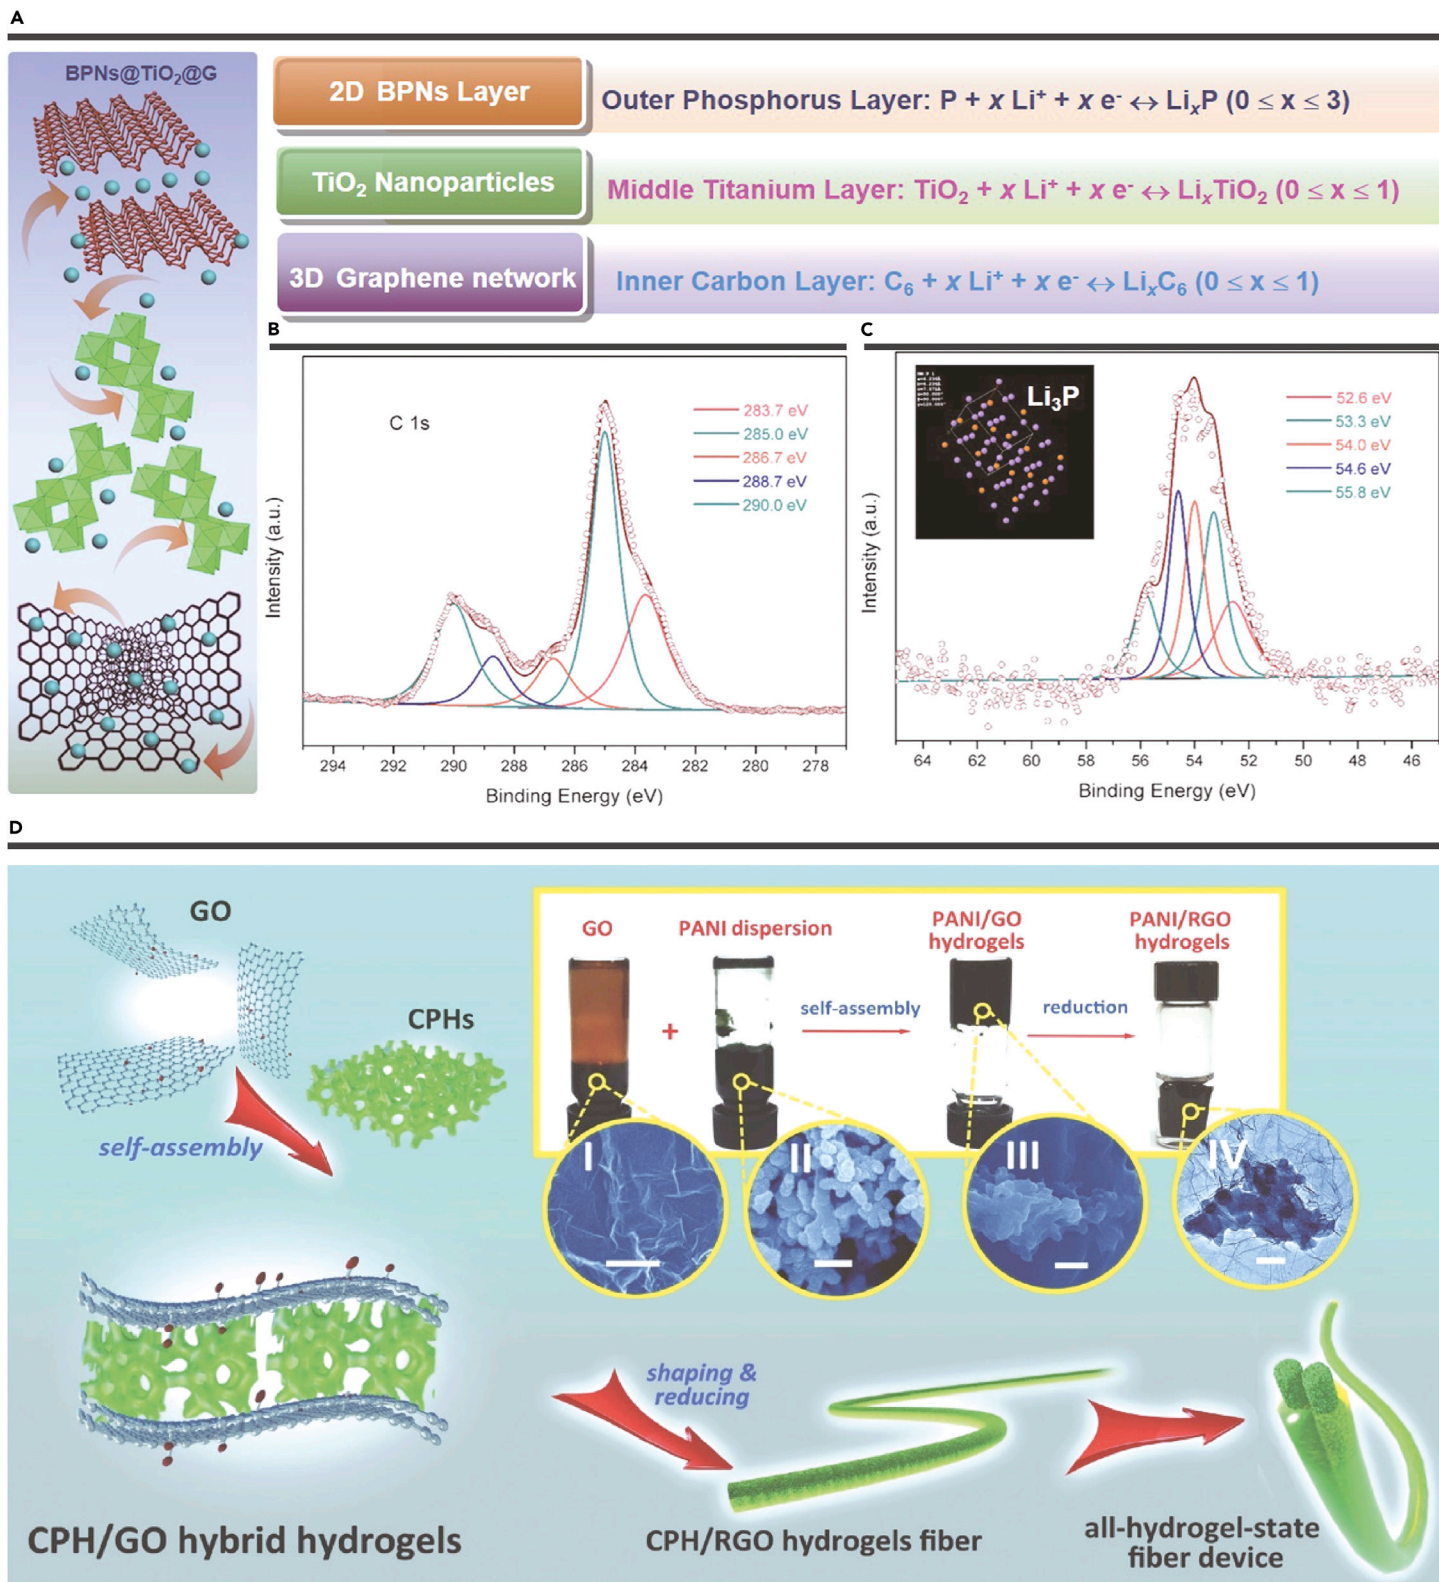 A
BPNs@TiO₂@G
2D BPNs Layer
Outer Phosphorus Layer: P + x Li⁺ + x e⁻ ↔ LiₓP (0 ≤ x ≤ 3)
TiO₂ Nanoparticles
Middle Titanium Layer: TiO₂ + x Li⁺ + x e⁻ ↔ LiₓTiO₂ (0 ≤ x ≤ 1)
3D Graphene network
Inner Carbon Layer: C₆ + x Li⁺ + x e⁻ ↔ LiₓC₆ (0 ≤ x ≤ 1)
B
C 1s
283.7 eV
285.0 eV
286.7 eV
288.7 eV
290.0 eV
Intensity (a.u.)
294 292 290 288 286 284 282 280 278
Binding Energy (eV)
C
Li₃P
52.6 eV
53.3 eV
54.0 eV
54.6 eV
55.8 eV
Intensity (a.u.)
64 62 60 58 56 54 52 50 48 46
Binding Energy (eV)
D
GO
CPHs
self-assembly
CPH/GO hybrid hydrogels
GO
PANI dispersion
PANI/GO
hydrogels
PANI/RGO
hydrogels
+
self-assembly
reduction
I
II
III
IV
shaping &
reducing
CPH/RGO hydrogels fiber
all-hydrogel-state
fiber device